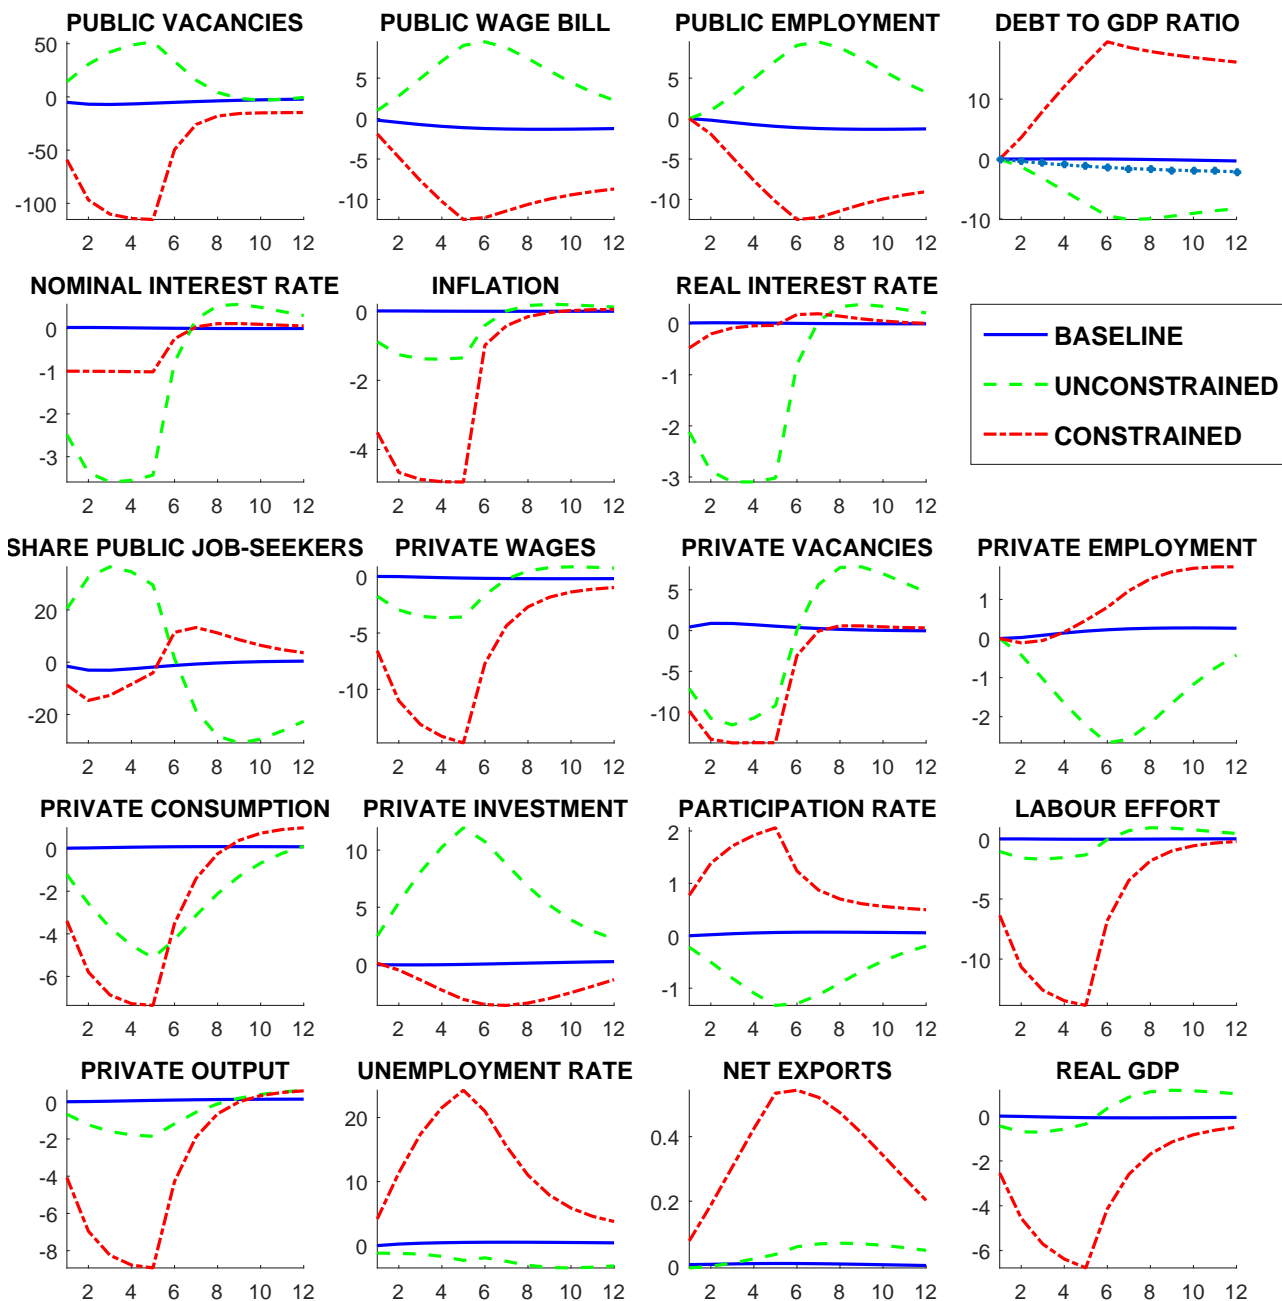 PUBLIC VACANCIES
50
0
-50
-100
2 4 6 8 10 12
PUBLIC WAGE BILL
5
0
-5
-10
2 4 6 8 10 12
PUBLIC EMPLOYMENT
5
0
-5
-10
2 4 6 8 10 12
DEBT TO GDP RATIO
10
0
-10
2 4 6 8 10 12
NOMINAL INTEREST RATE
0
-1
-2
-3
2 4 6 8 10 12
INFLATION
0
-2
-4
2 4 6 8 10 12
REAL INTEREST RATE
0
-1
-2
-3
2 4 6 8 10 12
BASELINE
UNCONSTRAINED
CONSTRAINED
SHARE PUBLIC JOB-SEEKERS
20
0
-20
2 4 6 8 10 12
PRIVATE WAGES
0
-5
-10
2 4 6 8 10 12
PRIVATE VACANCIES
5
0
-5
-10
2 4 6 8 10 12
PRIVATE EMPLOYMENT
1
0
-1
-2
2 4 6 8 10 12
PRIVATE CONSUMPTION
0
-2
-4
-6
2 4 6 8 10 12
PRIVATE INVESTMENT
10
5
0
2 4 6 8 10 12
PARTICIPATION RATE
2
1
0
-1
2 4 6 8 10 12
LABOUR EFFORT
0
-5
-10
2 4 6 8 10 12
PRIVATE OUTPUT
0
-2
-4
-6
-8
2 4 6 8 10 12
UNEMPLOYMENT RATE
20
10
0
2 4 6 8 10 12
NET EXPORTS
0.4
0.2
0
2 4 6 8 10 12
REAL GDP
0
-2
-4
-6
2 4 6 8 10 12